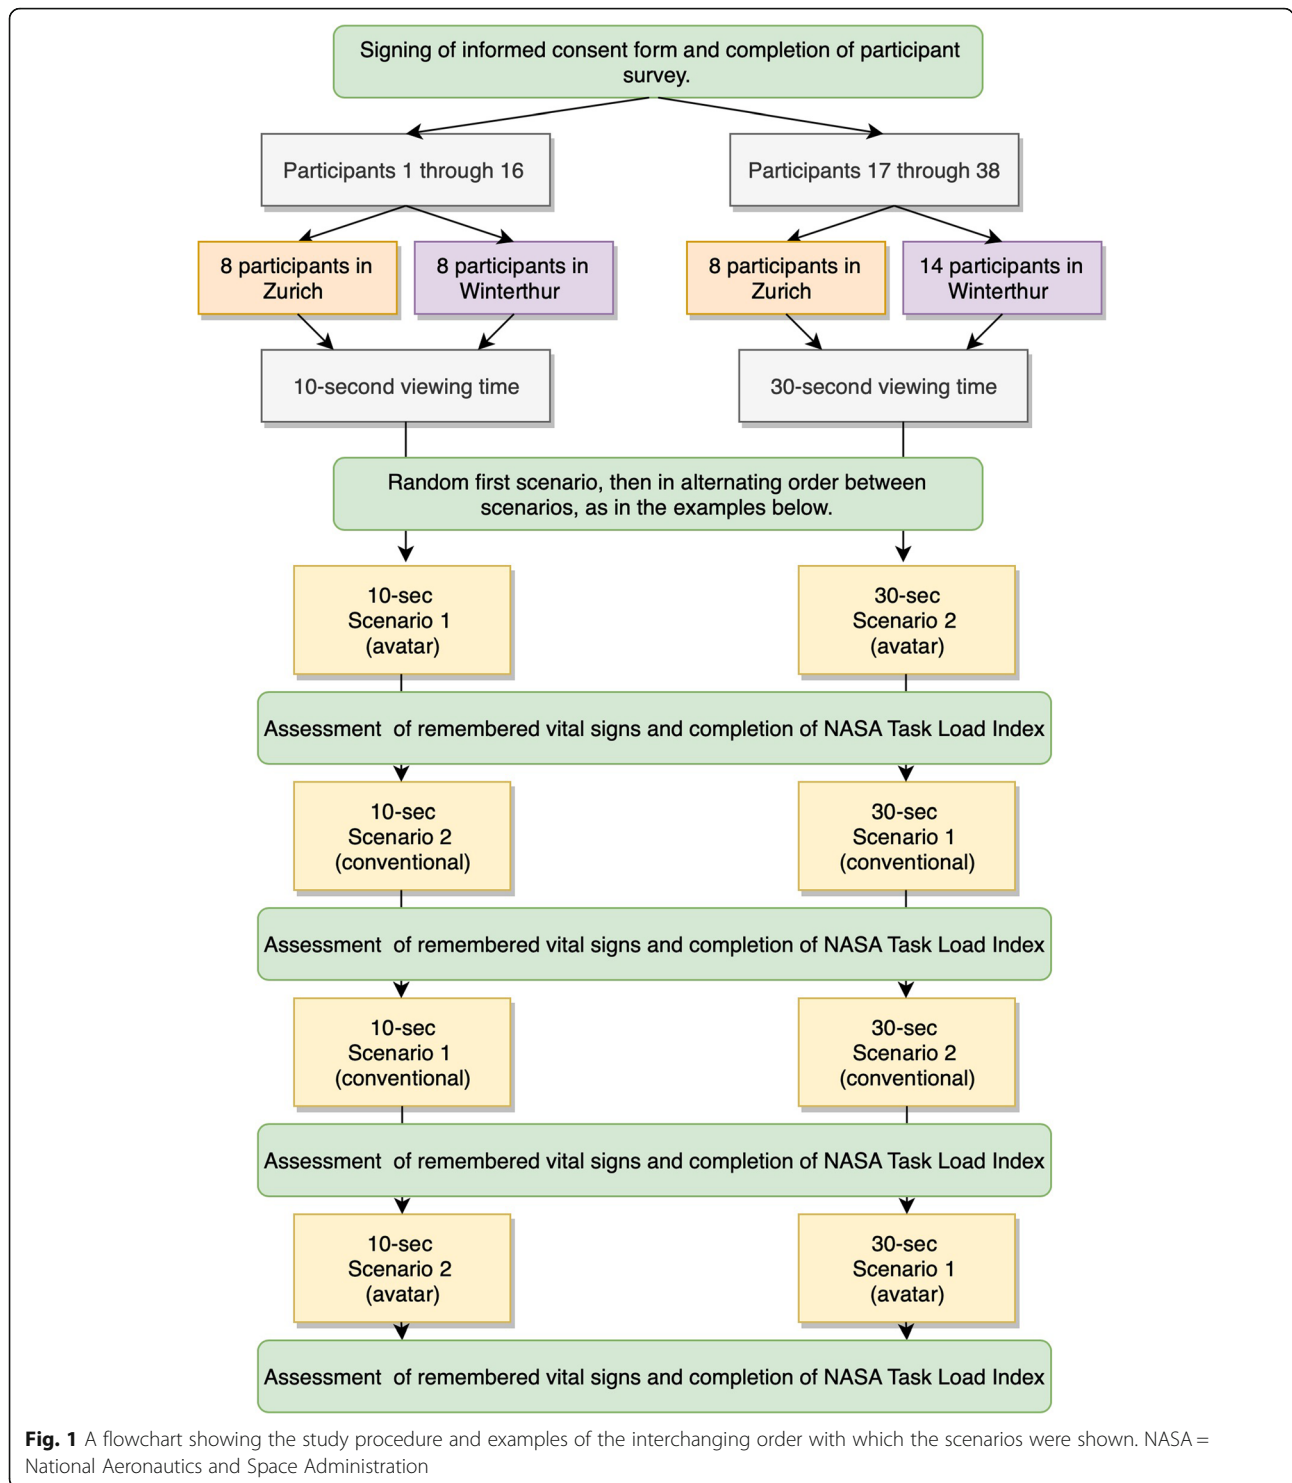 Signing of informed consent form and completion of participant
survey.
Participants 1 through 16
Participants 17 through 38
8 participants in
Zurich
8 participants in
Winterthur
8 participants in
Zurich
14 participants in
Winterthur
10-second viewing time
30-second viewing time
Random first scenario, then in alternating order between
scenarios, as in the examples below.
10-sec
Scenario 1
(avatar)
30-sec
Scenario 2
(avatar)
Assessment of remembered vital signs and completion of NASA Task Load Index
10-sec
Scenario 2
(conventional)
30-sec
Scenario 1
(conventional)
Assessment of remembered vital signs and completion of NASA Task Load Index
10-sec
Scenario 1
(conventional)
30-sec
Scenario 2
(conventional)
Assessment of remembered vital signs and completion of NASA Task Load Index
10-sec
Scenario 2
(avatar)
30-sec
Scenario 1
(avatar)
Assessment of remembered vital signs and completion of NASA Task Load Index
Fig. 1 A flowchart showing the study procedure and examples of the interchanging order with which the scenarios were shown. NASA =
National Aeronautics and Space Administration